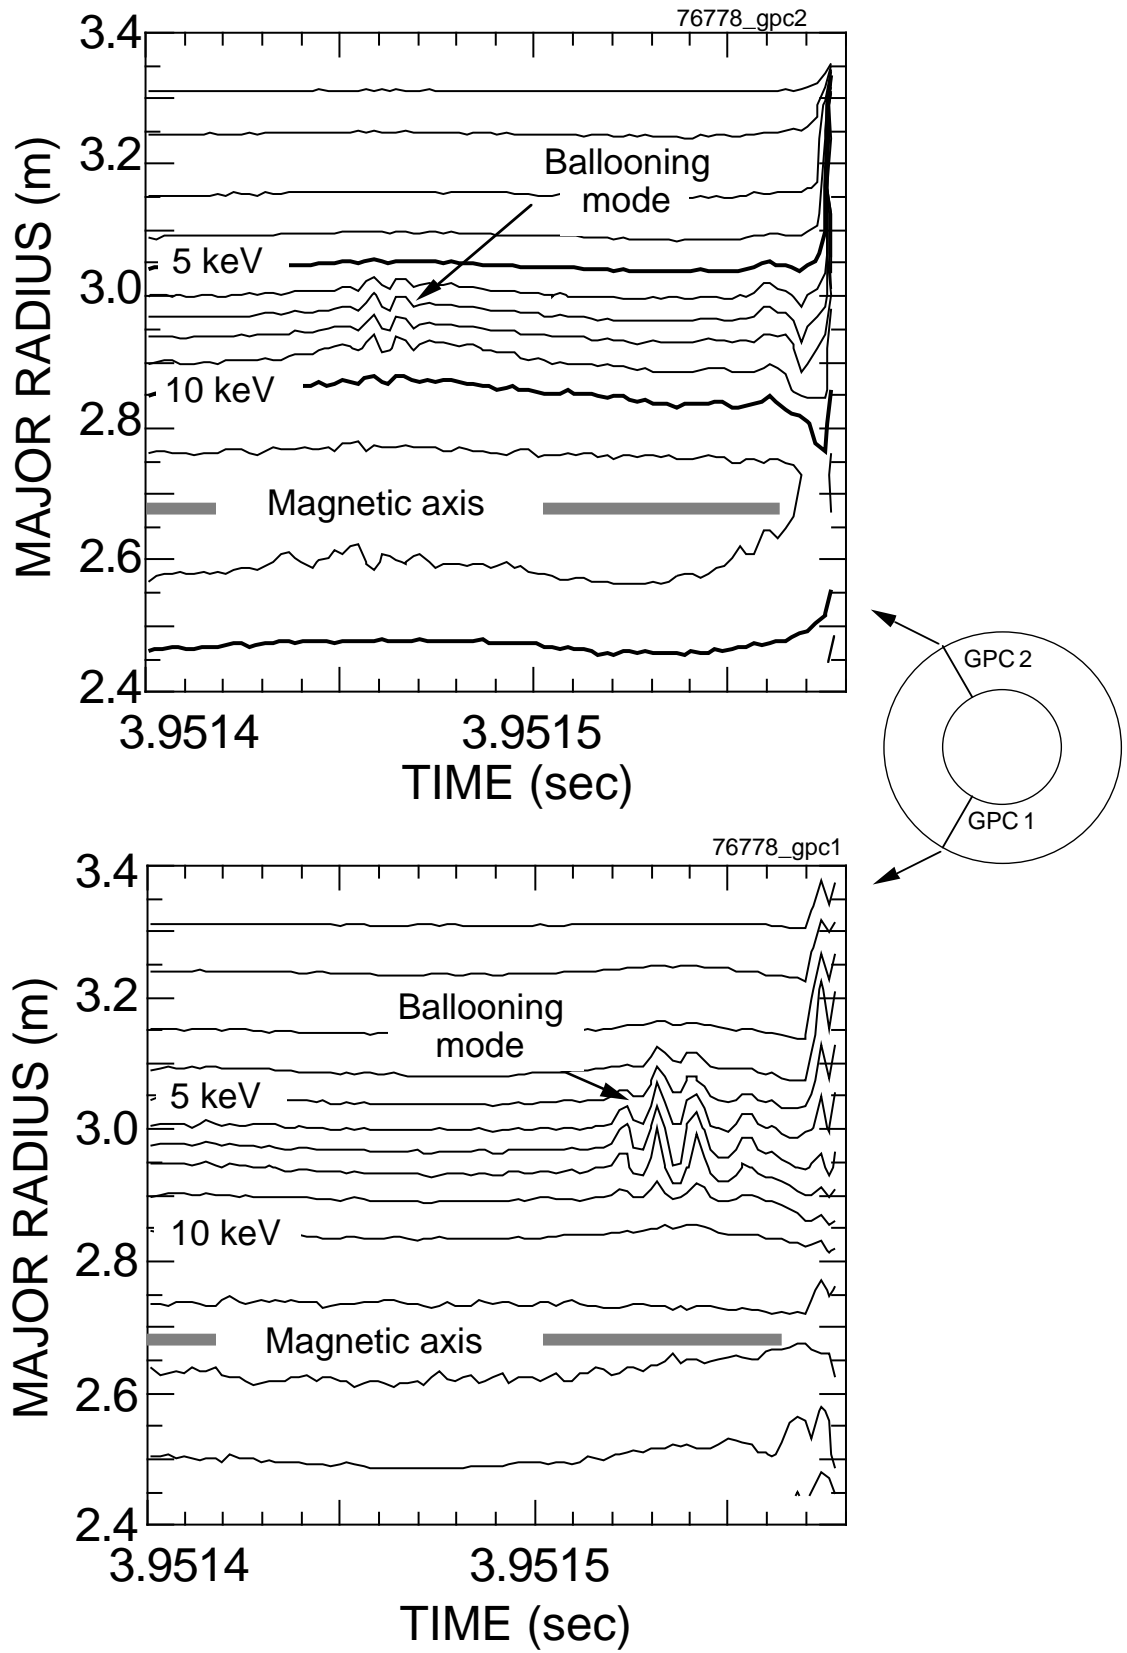 76778_gpc2
3.4
3.2
3.0
2.8
2.6
2.4
MAJOR RADIUS (m)
Ballooning
mode
5 keV
10 keV
Magnetic axis
3.9514
3.9515
TIME (sec)
GPC 2
GPC 1
76778_gpc1
3.4
3.2
3.0
2.8
2.6
2.4
MAJOR RADIUS (m)
Ballooning
mode
5 keV
10 keV
Magnetic axis
3.9514
3.9515
TIME (sec)